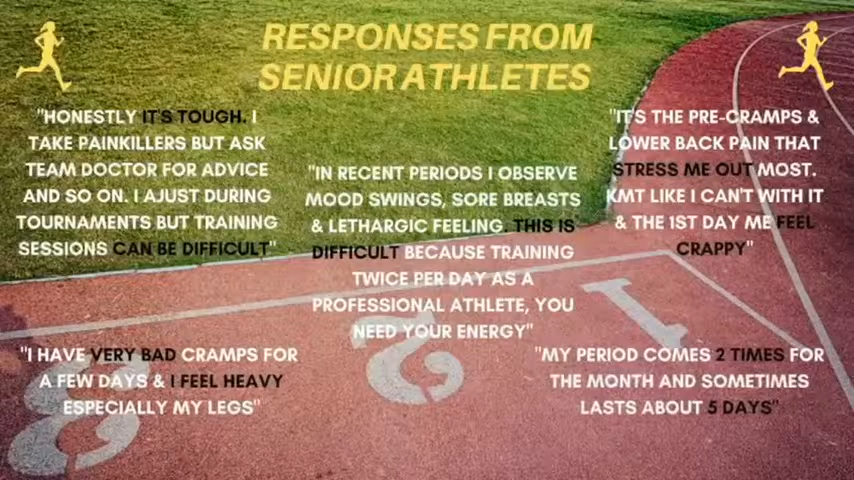 RESPONSES FROM
SENIOR ATHLETES
"HONESTLY IT'S TOUGH. I
TAKE PAINKILLERS BUT ASK
TEAM DOCTOR FOR ADVICE
AND SO ON. I AJUST DURING
TOURNAMENTS BUT TRAINING
SESSIONS CAN BE DIFFICULT"
"IN RECENT PERIODS I OBSERVE
MOOD SWINGS, SORE BREASTS
& LETHARGIC FEELING. THIS IS
DIFFICULT BECAUSE TRAINING
TWICE PER DAY AS A
PROFESSIONAL ATHLETE, YOU
NEED YOUR ENERGY"
"IT'S THE PRE-CRAMPS &
LOWER BACK PAIN THAT
STRESS ME OUT MOST.
KMT LIKE I CAN'T WITH IT
& THE 1ST DAY ME FEEL
CRAPPY"
"I HAVE VERY BAD CRAMPS FOR
A FEW DAYS & I FEEL HEAVY
ESPECIALLY MY LEGS"
"MY PERIOD COMES 2 TIMES FOR
THE MONTH AND SOMETIMES
LASTS ABOUT 5 DAYS"
1
2
3